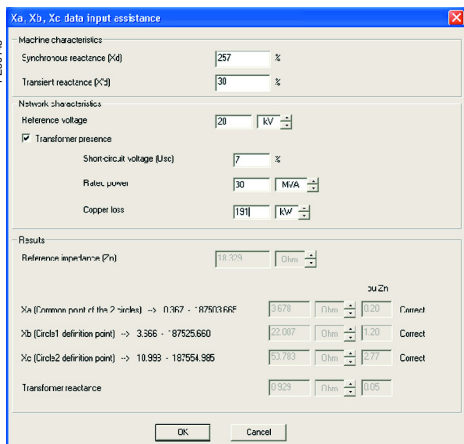 Xa, Xb, Xc data input assistance
Machine characteristics
Synchronous reactance (Xd) 257 %
Transient reactance (X'd) 30 %
Network characteristics
Reference voltage 20 kV
Transformer presence
Short-circuit voltage (Usc) 7 %
Rated power 30 MVA
Copper loss 191 kW
Results
Reference impedance (Zn) 18.329 Ohm
pu Zn
Xa (Common point of the 2 circles) --> 0.367 - 187503.665 3.678 Ohm 0.20 Correct
Xb (Circle1 definition point) --> 3.666 - 187525.660 Ohm 1.20 Correct
Xc (Circle2 definition point) --> 10.993 - 187554.985 53.783 Ohm 2.77 Correct
Transformer reactance 0.929 Ohm 0.05
OK Cancel